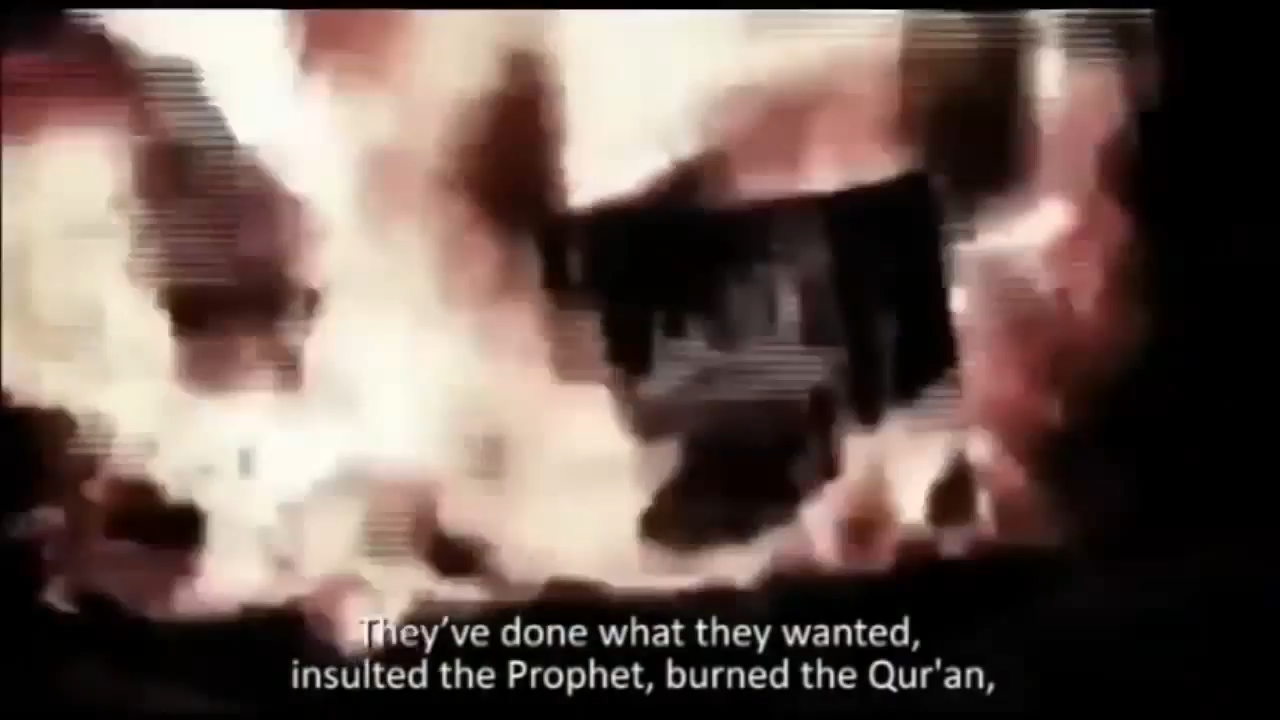 They've done what they wanted,
insulted the Prophet, burned the Qur'an,